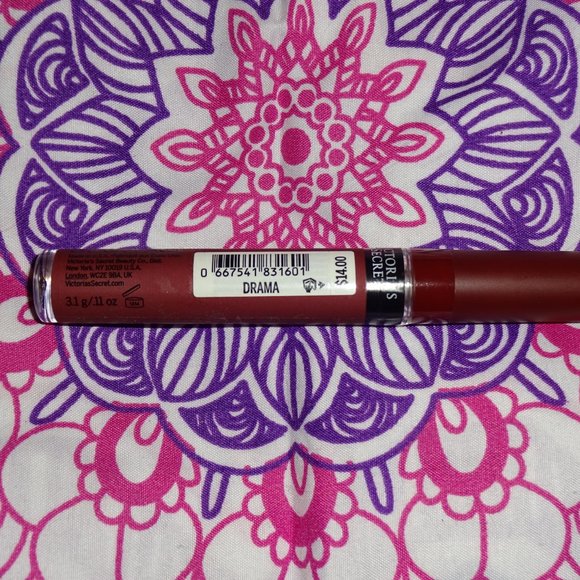 Victoria's Secret Beauty Co., Dist.
New York, NY 10019 U.S.A.
London, WC2E 9BA, UK
VictoriasSecret.com
3.1 g/.11 oz
0 667541 831601
DRAMA
$14.00
VICTORIA'S
SECRET